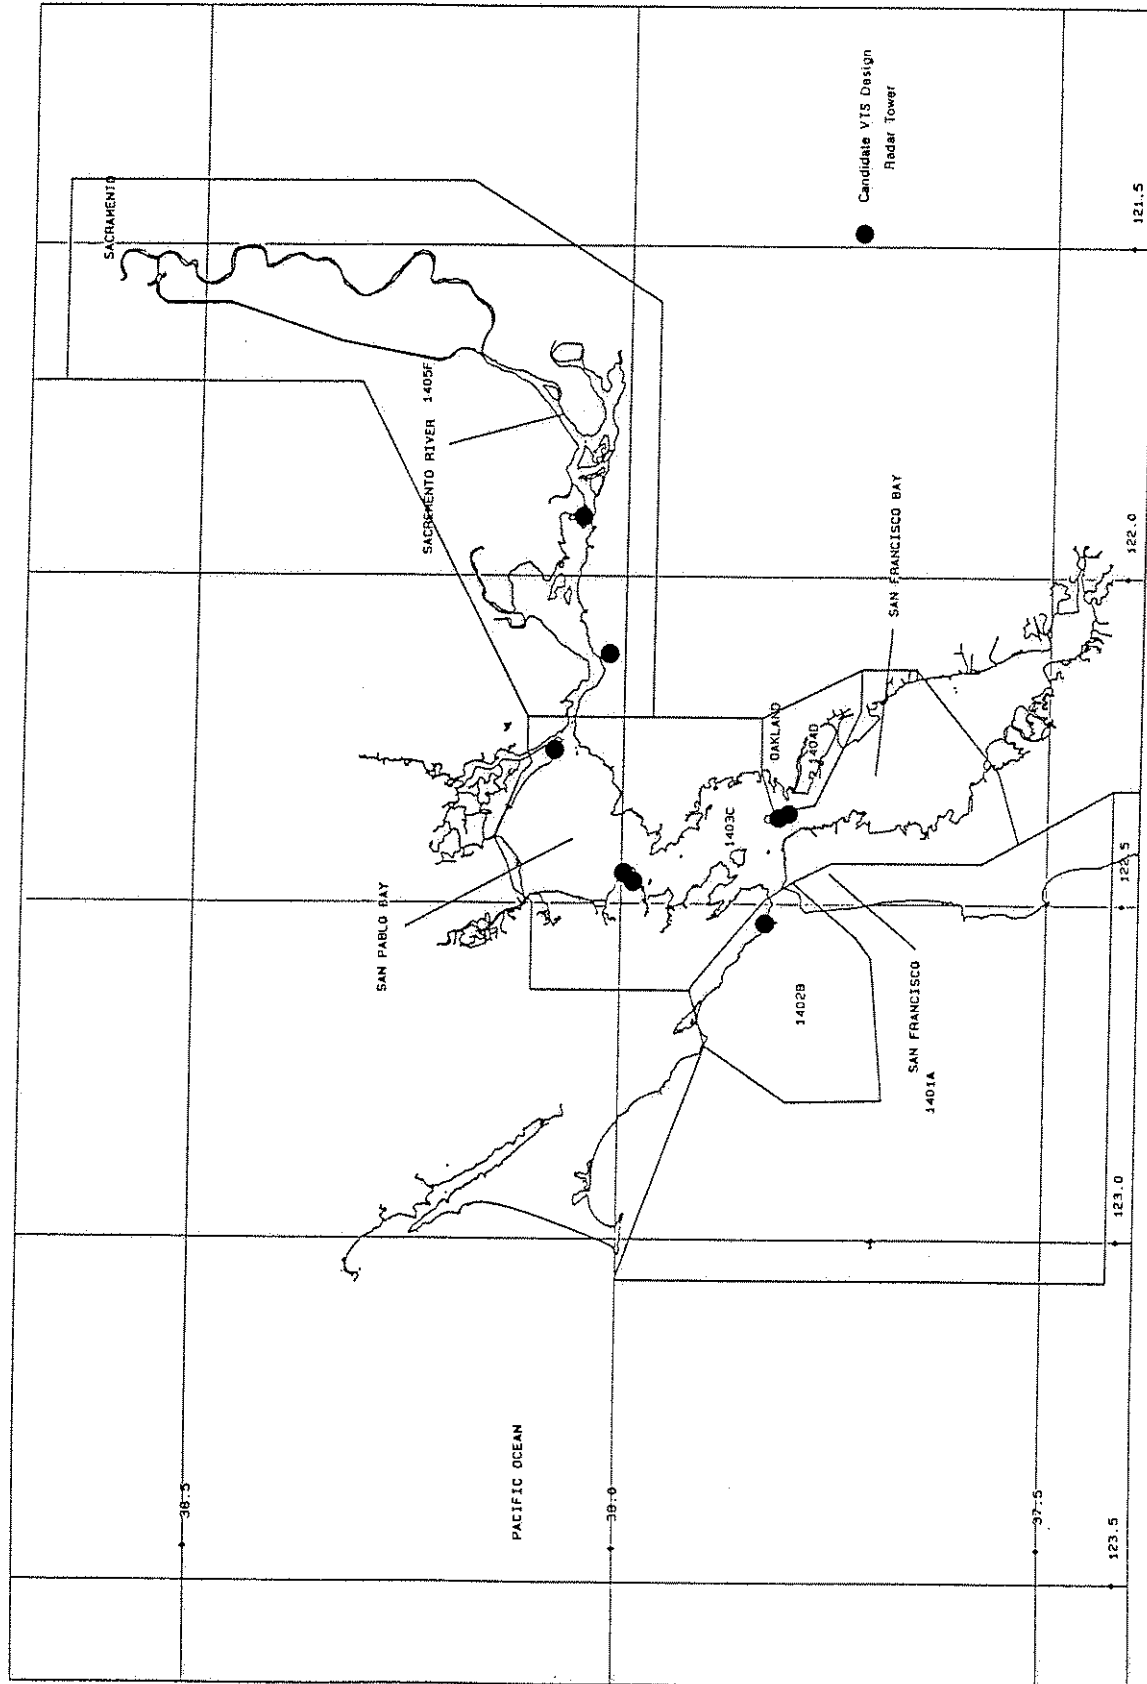 SACRAMENTO
SACRAMENTO RIVER 1405F
Candidate VTS Design
Radar Tower
SAN FRANCISCO BAY
OAKLAND
1404D
1403C
SAN PABLO BAY
1402B
SAN FRANCISCO
1401A
PACIFIC OCEAN
38.5
38.0
37.5
123.5
123.0
122.5
122.0
121.5